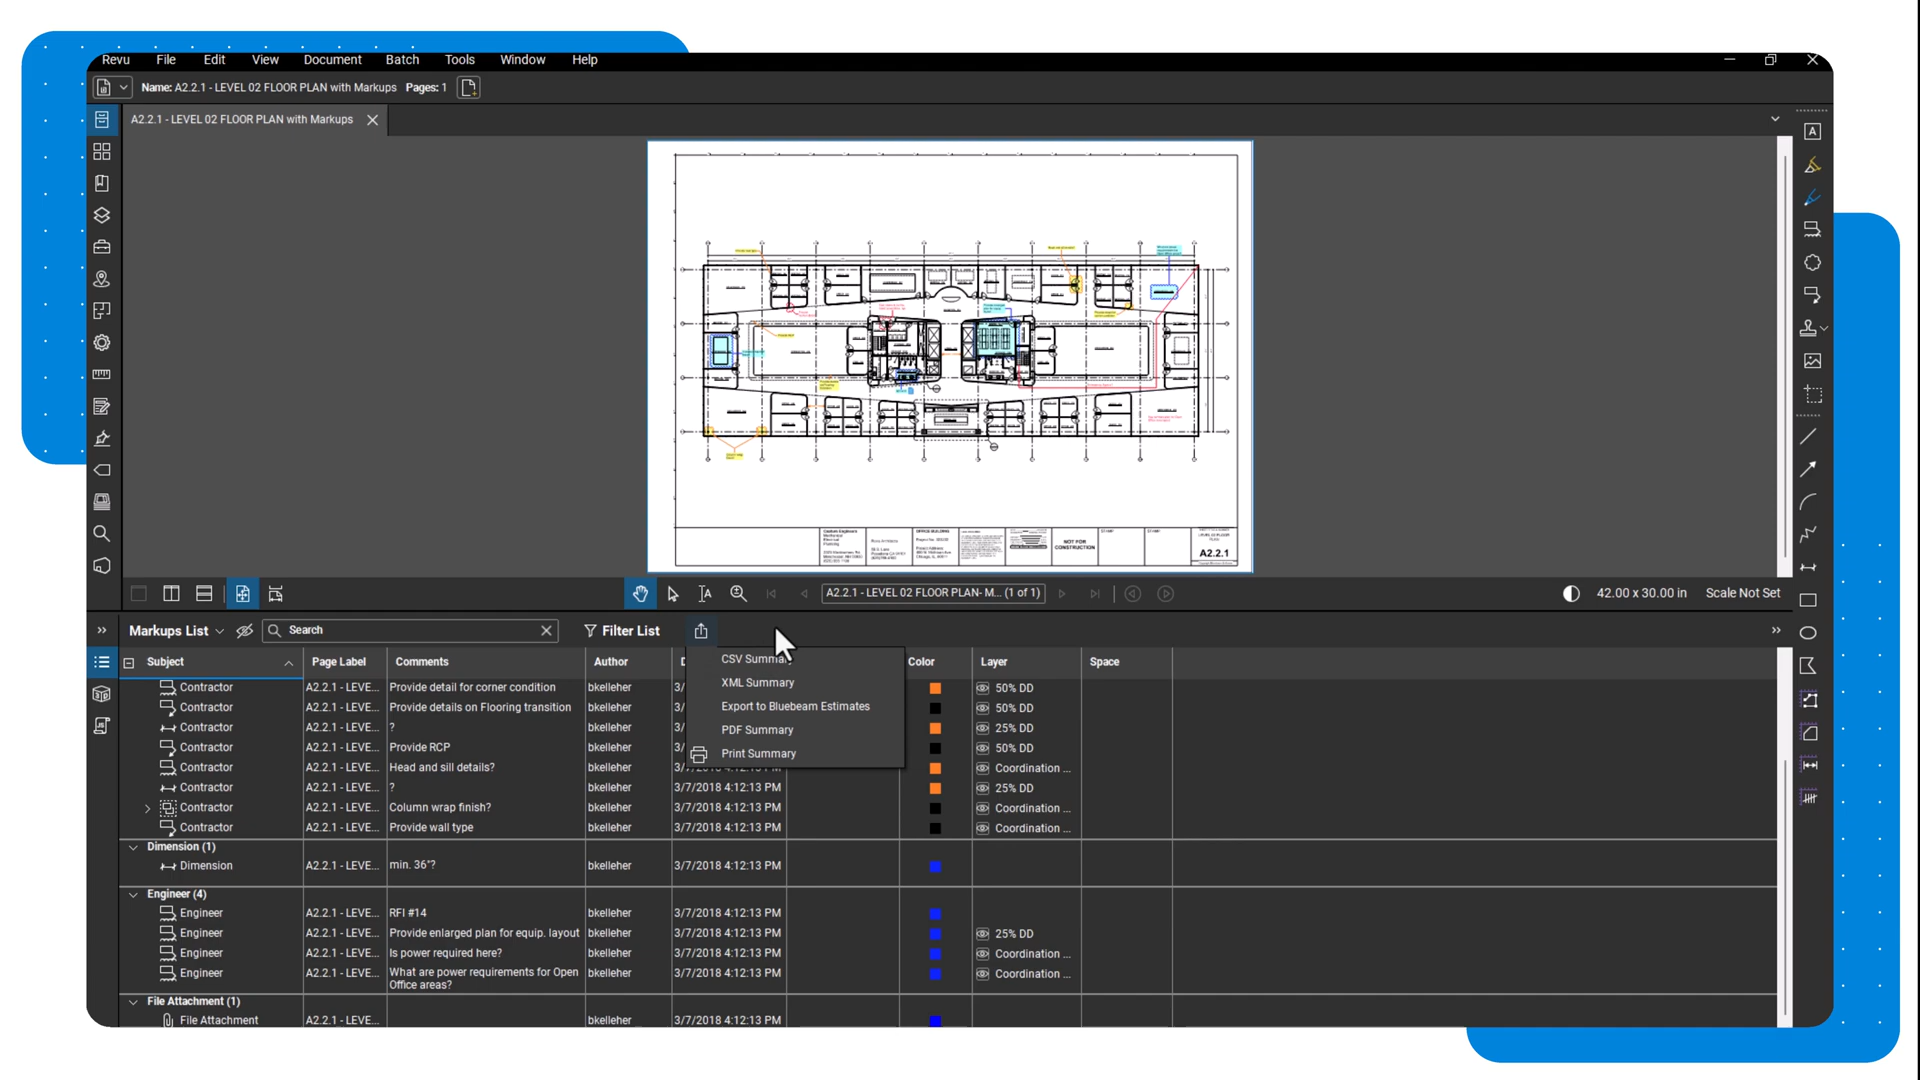 Revu File Edit View Document Batch Tools Window Help
Name: A2.2.1 - LEVEL 02 FLOOR PLAN with Markups Pages: 1
A2.2.1 - LEVEL 02 FLOOR PLAN with Markups
NOT FOR
CONSTRUCTION
A2.2.1
A2.2.1 - LEVEL 02 FLOOR PLAN- M... (1 of 1) 42.00 x 30.00 in Scale Not Set
Markups List Search Filter List
Subject Page Label Comments Author D Color Layer Space
CSV Summary
XML Summary
Export to Bluebeam Estimates
PDF Summary
Print Summary
Contractor A2.2.1 - LEVE... Provide detail for corner condition bkelleher 3/ 50% DD
Contractor A2.2.1 - LEVE... Provide details on Flooring transition bkelleher 3/ 50% DD
Contractor A2.2.1 - LEVE... ? bkelleher 3/ 25% DD
Contractor A2.2.1 - LEVE... Provide RCP bkelleher 3/ 50% DD
Contractor A2.2.1 - LEVE... Head and sill details? bkelleher 3/7/2018 4:12:13 PM Coordination ...
Contractor A2.2.1 - LEVE... ? bkelleher 3/7/2018 4:12:13 PM 25% DD
Contractor A2.2.1 - LEVE... Column wrap finish? bkelleher 3/7/2018 4:12:13 PM Coordination ...
Contractor A2.2.1 - LEVE... Provide wall type bkelleher 3/7/2018 4:12:13 PM Coordination ...
Dimension (1)
Dimension A2.2.1 - LEVE... min. 36"? bkelleher 3/7/2018 4:12:13 PM
Engineer (4)
Engineer A2.2.1 - LEVE... RFI #14 bkelleher 3/7/2018 4:12:13 PM
Engineer A2.2.1 - LEVE... Provide enlarged plan for equip. layout bkelleher 3/7/2018 4:12:13 PM 25% DD
Engineer A2.2.1 - LEVE... Is power required here? bkelleher 3/7/2018 4:12:13 PM Coordination ...
Engineer A2.2.1 - LEVE... What are power requirements for Open bkelleher 3/7/2018 4:12:13 PM Coordination ...
Office areas?
File Attachment (1)
File Attachment A2.2.1 - LEVE... bkelleher 3/7/2018 4:12:13 PM